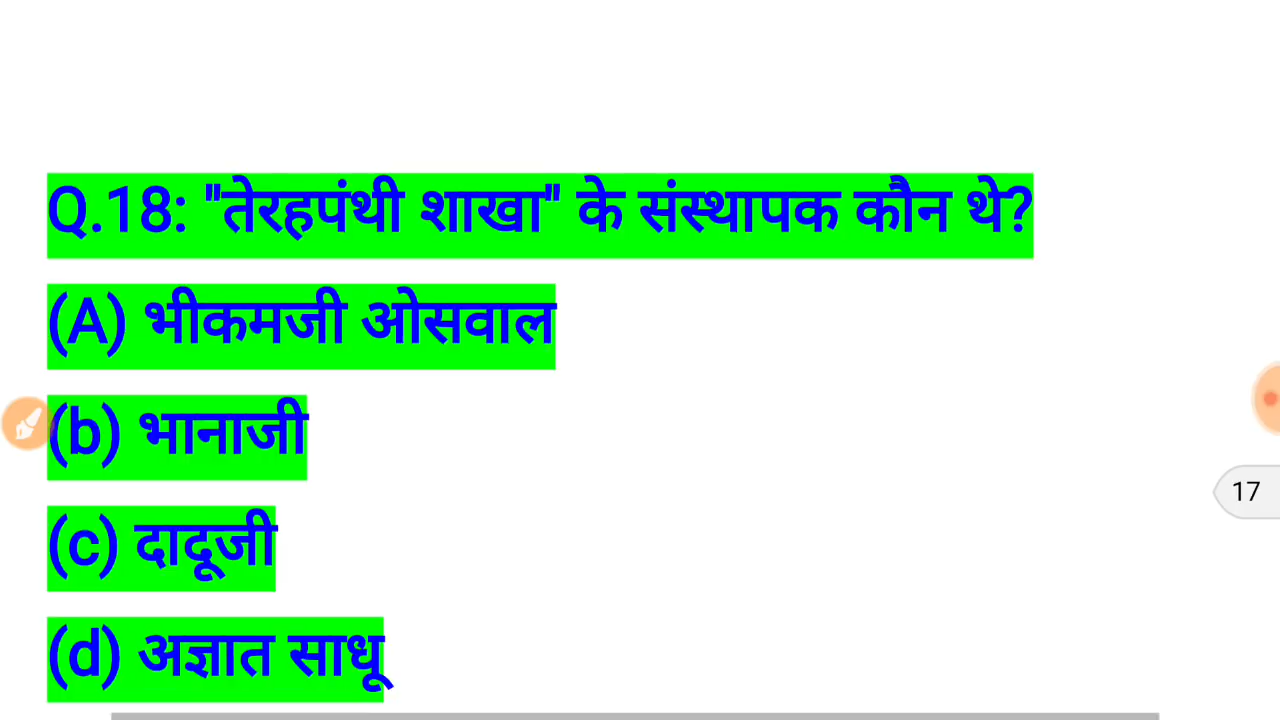 Q.18: "तेरहपंथी शाखा" के संस्थापक कौन थे?
(A) भीकमजी ओसवाल
(b) भानाजी
(c) दादूजी
(d) अज्ञात साधू
17